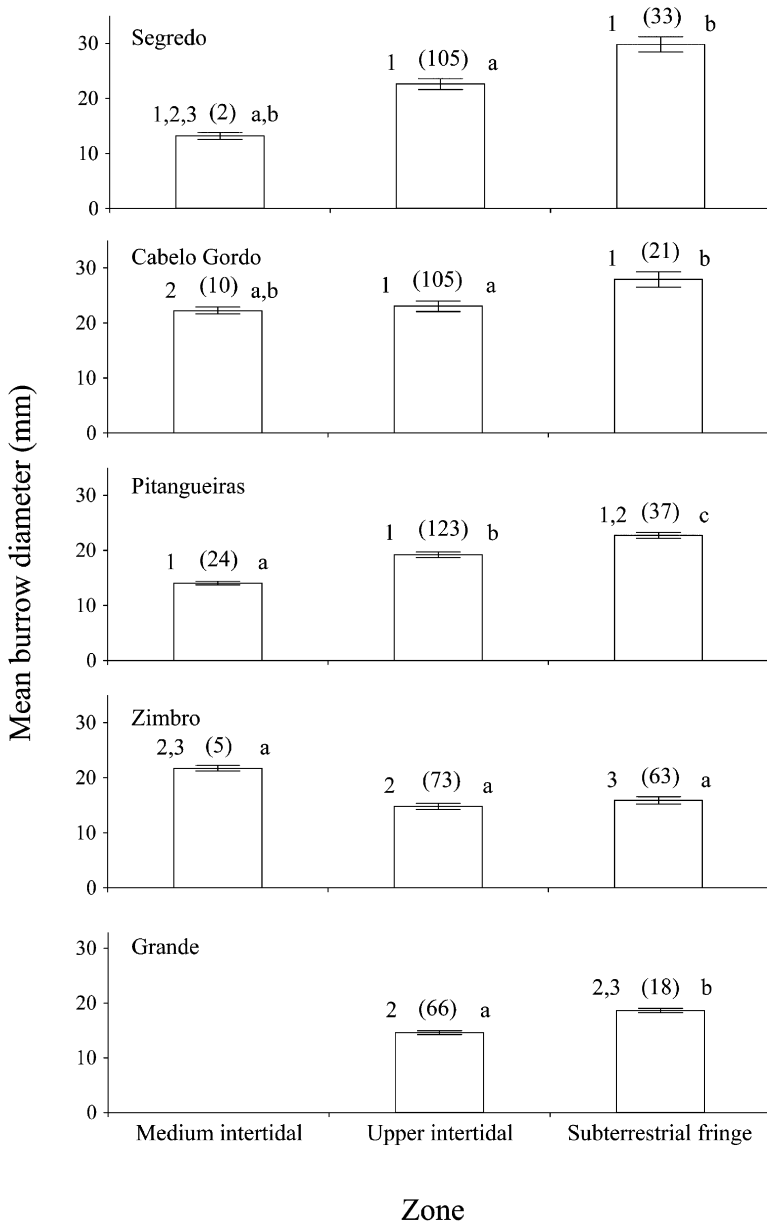 Mean burrow diameter (mm)
Segredo
30
20
10
0
1,2,3 (2) a,b
1 (105) a
1 (33) b
Cabelo Gordo
30
20
10
0
2 (10) a,b
1 (105) a
1 (21) b
Pitangueiras
30
20
10
0
1 (24) a
1 (123) b
1,2 (37) c
Zimbro
30
20
10
0
2,3 (5) a
2 (73) a
3 (63) a
Grande
30
20
10
0
2 (66) a
2,3 (18) b
Medium intertidal Upper intertidal Subterrestrial fringe
Zone